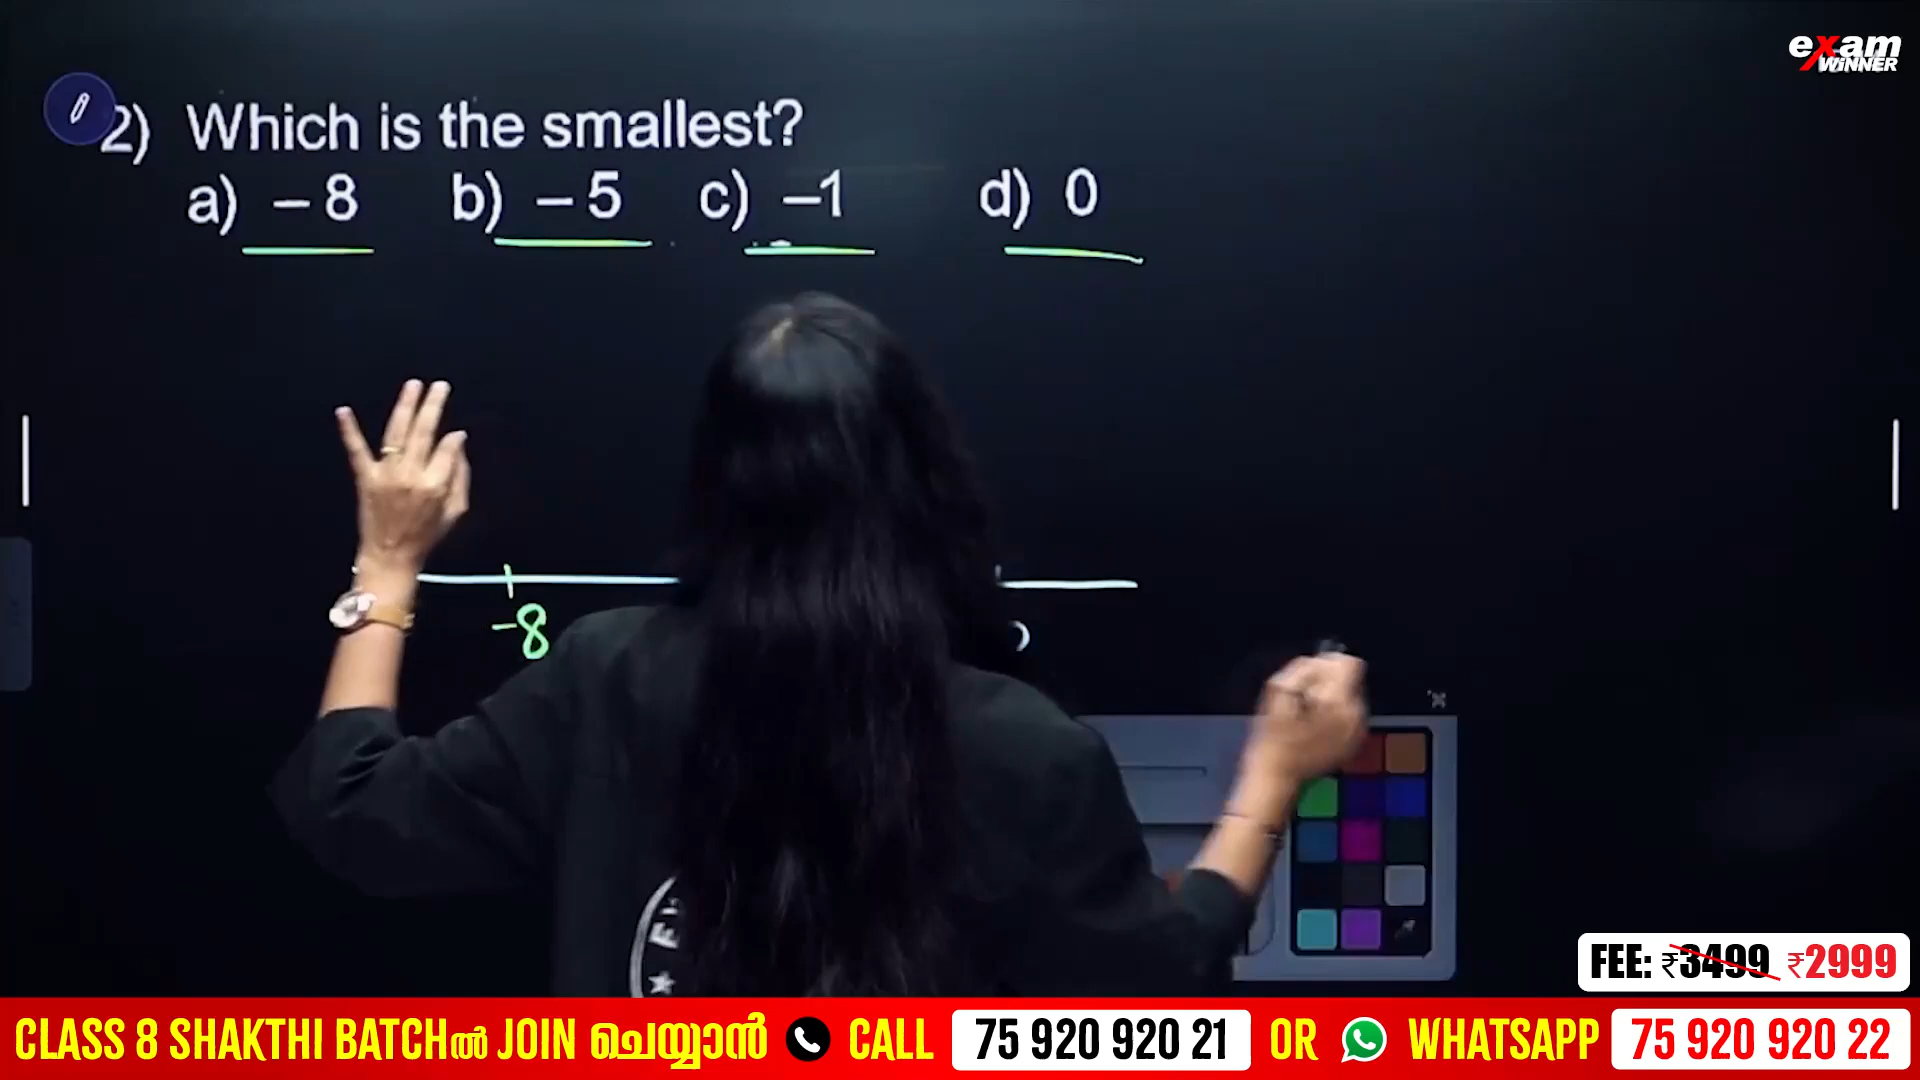 exam
WiNNER
2) Which is the smallest?
a) – 8 b) – 5 c) –1 d) 0
-8
FEE: ₹3499 ₹2999
CLASS 8 SHAKTHI BATCHൽ JOIN ചെയ്യാൻ CALL 75 920 920 21 OR WHATSAPP 75 920 920 22